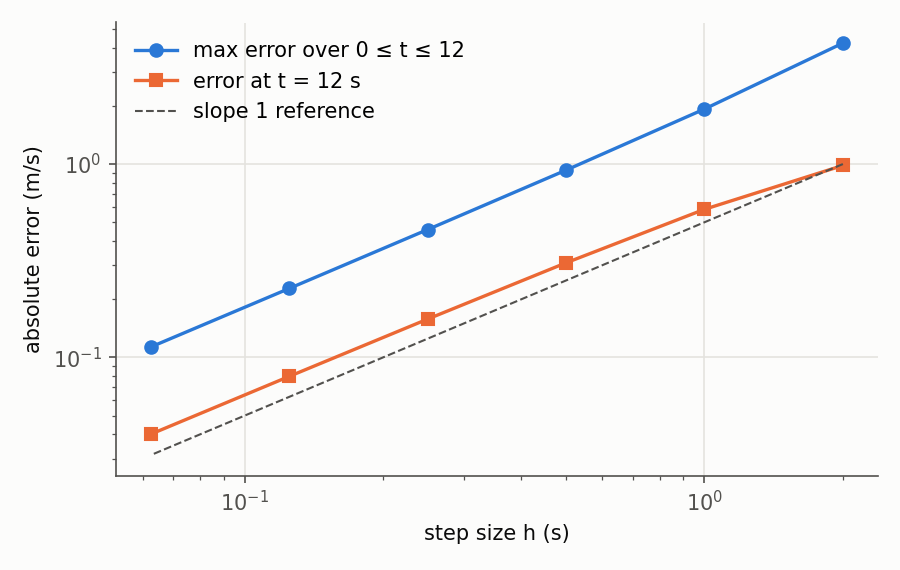 max error over 0 ≤ t ≤ 12
error at t = 12 s
slope 1 reference
absolute error (m/s)
10⁰
10⁻¹
10⁻¹
10⁰
step size h (s)